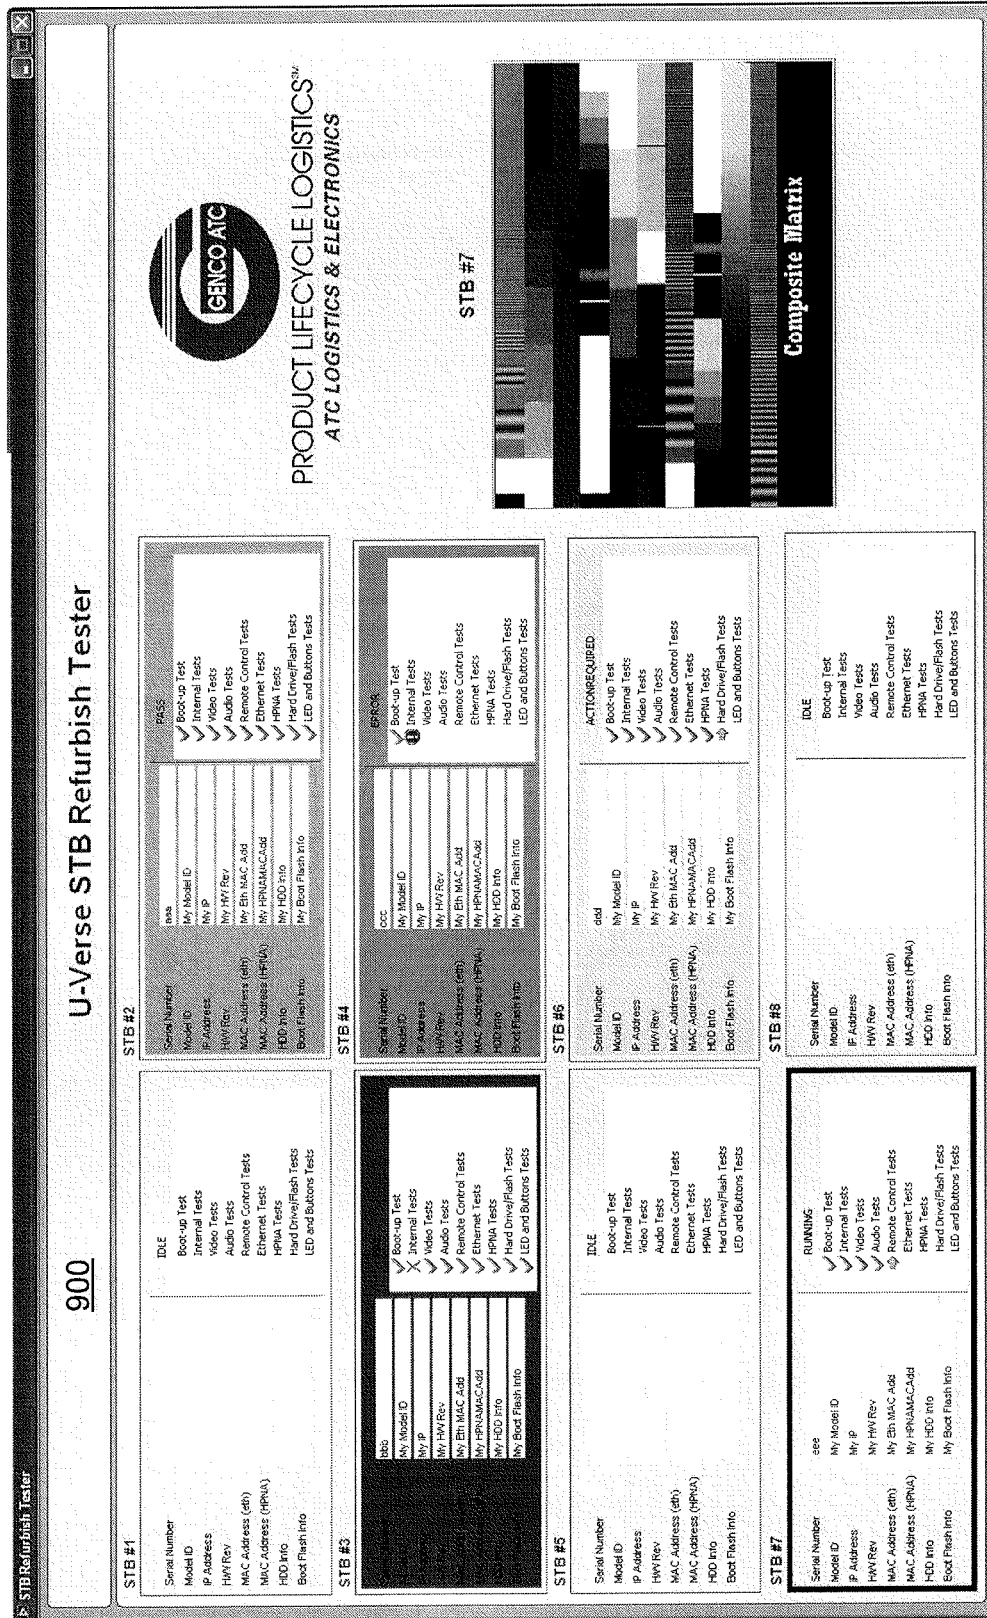 STB Refurbish Tester
900
U-Verse STB Refurbish Tester
STB #1
IDLE
Serial Number
Model ID
IP Address
HW Rev
MAC Address (eth)
MAC Address (HPNA)
HDD Info
Boot Flash Info
Boot-up Test
Internal Tests
Video Tests
Audio Tests
Remote Control Tests
Ethernet Tests
HPNA Tests
Hard Drive/Flash Tests
LED and Buttons Tests
STB #2
PASS
Serial Number aaa
Model ID My Model ID
IP Address My IP
HW Rev My HW Rev
MAC Address (eth) My Eth MAC Add
MAC Address (HPNA) My HPNAMACAdd
HDD Info My HDD Info
Boot Flash Info My Boot Flash Info
Boot-up Test
Internal Tests
Video Tests
Audio Tests
Remote Control Tests
Ethernet Tests
HPNA Tests
Hard Drive/Flash Tests
LED and Buttons Tests
STB #3
bbb
My Model ID
My IP
My HW Rev
My Eth MAC Add
My HPNAMACAdd
My HDD Info
My Boot Flash Info
Boot-up Test
Internal Tests
Video Tests
Audio Tests
Remote Control Tests
Ethernet Tests
HPNA Tests
Hard Drive/Flash Tests
LED and Buttons Tests
STB #4
ERROR
Serial Number ccc
Model ID My Model ID
IP Address My IP
HW Rev My HW Rev
MAC Address (eth) My Eth MAC Add
MAC Address (HPNA) My HPNAMACAdd
HDD Info My HDD Info
Boot Flash Info My Boot Flash Info
Boot-up Test
Internal Tests
Video Tests
Audio Tests
Remote Control Tests
Ethernet Tests
HPNA Tests
Hard Drive/Flash Tests
LED and Buttons Tests
STB #5
IDLE
Serial Number
Model ID
IP Address
HW Rev
MAC Address (eth)
MAC Address (HPNA)
HDD Info
Boot Flash Info
Boot-up Test
Internal Tests
Video Tests
Audio Tests
Remote Control Tests
Ethernet Tests
HPNA Tests
Hard Drive/Flash Tests
LED and Buttons Tests
STB #6
ACTIONREQUIRED
Serial Number ddd
Model ID My Model ID
IP Address My IP
HW Rev My HW Rev
MAC Address (eth) My Eth MAC Add
MAC Address (HPNA) My HPNAMACAdd
HDD Info My HDD Info
Boot Flash Info My Boot Flash Info
Boot-up Test
Internal Tests
Video Tests
Audio Tests
Remote Control Tests
Ethernet Tests
HPNA Tests
Hard Drive/Flash Tests
LED and Buttons Tests
STB #7
RUNNING
Serial Number eee
Model ID My Model ID
IP Address My IP
HW Rev My HW Rev
MAC Address (eth) My Eth MAC Add
MAC Address (HPNA) My HPNAMACAdd
HDD Info My HDD Info
Boot Flash Info My Boot Flash Info
Boot-up Test
Internal Tests
Video Tests
Audio Tests
Remote Control Tests
Ethernet Tests
HPNA Tests
Hard Drive/Flash Tests
LED and Buttons Tests
STB #8
IDLE
Serial Number
Model ID
IP Address
HW Rev
MAC Address (eth)
MAC Address (HPNA)
HDD Info
Boot Flash Info
Boot-up Test
Internal Tests
Video Tests
Audio Tests
Remote Control Tests
Ethernet Tests
HPNA Tests
Hard Drive/Flash Tests
LED and Buttons Tests
GENCO ATC
PRODUCT LIFECYCLE LOGISTICS℠
ATC LOGISTICS & ELECTRONICS
STB #7
Composite Matrix